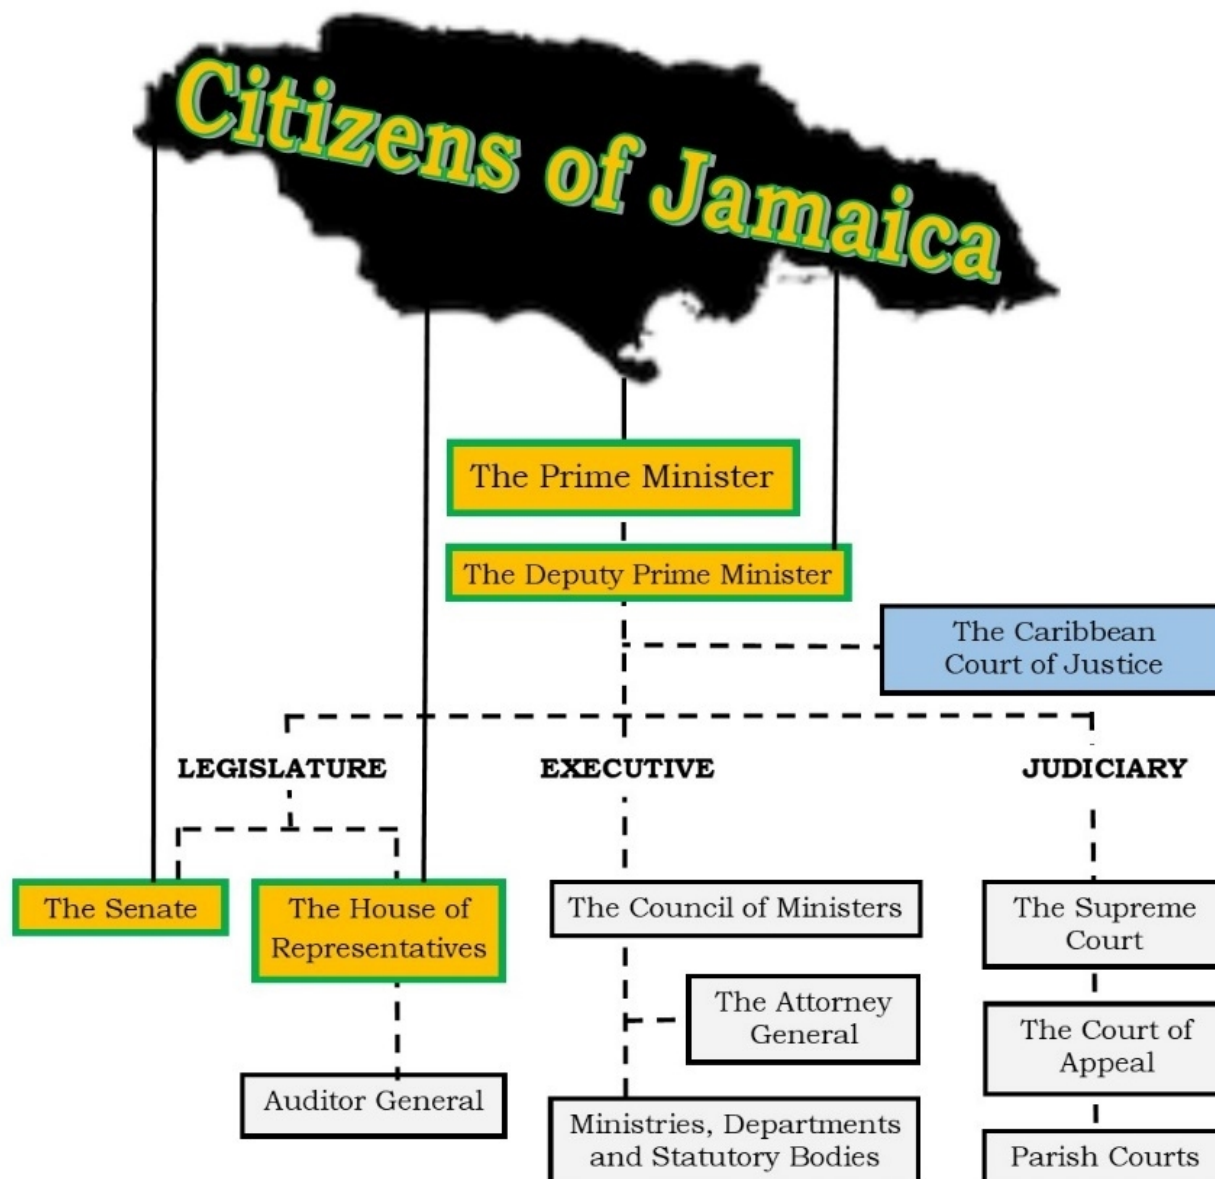 Citizens of Jamaica
The Prime Minister
The Deputy Prime Minister
The Caribbean
Court of Justice
LEGISLATURE
EXECUTIVE
JUDICIARY
The Senate
The House of
Representatives
The Council of Ministers
The Supreme
Court
The Attorney
General
The Court of
Appeal
Auditor General
Ministries, Departments
and Statutory Bodies
Parish Courts